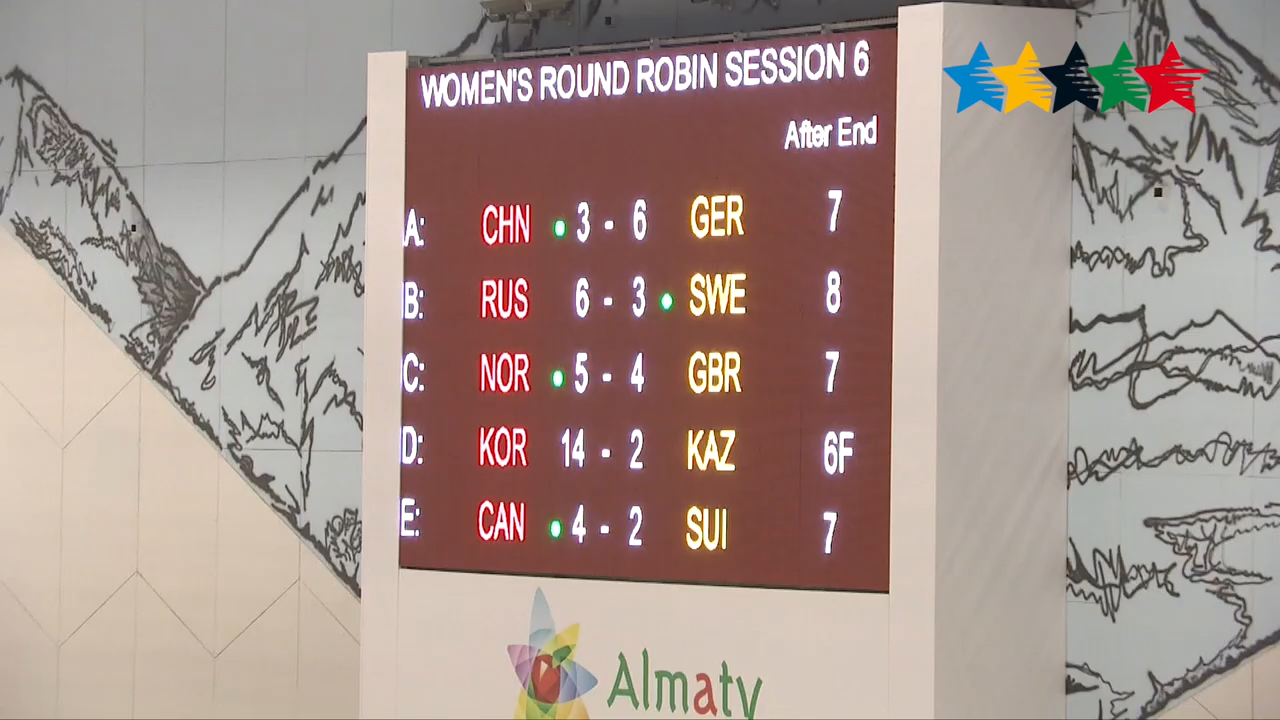 WOMEN'S ROUND ROBIN SESSION 6
After End
A: CHN 3 - 6 GER 7
B: RUS 6 - 3 SWE 8
C: NOR 5 - 4 GBR 7
D: KOR 14 - 2 KAZ 6F
E: CAN 4 - 2 SUI 7
Almaty